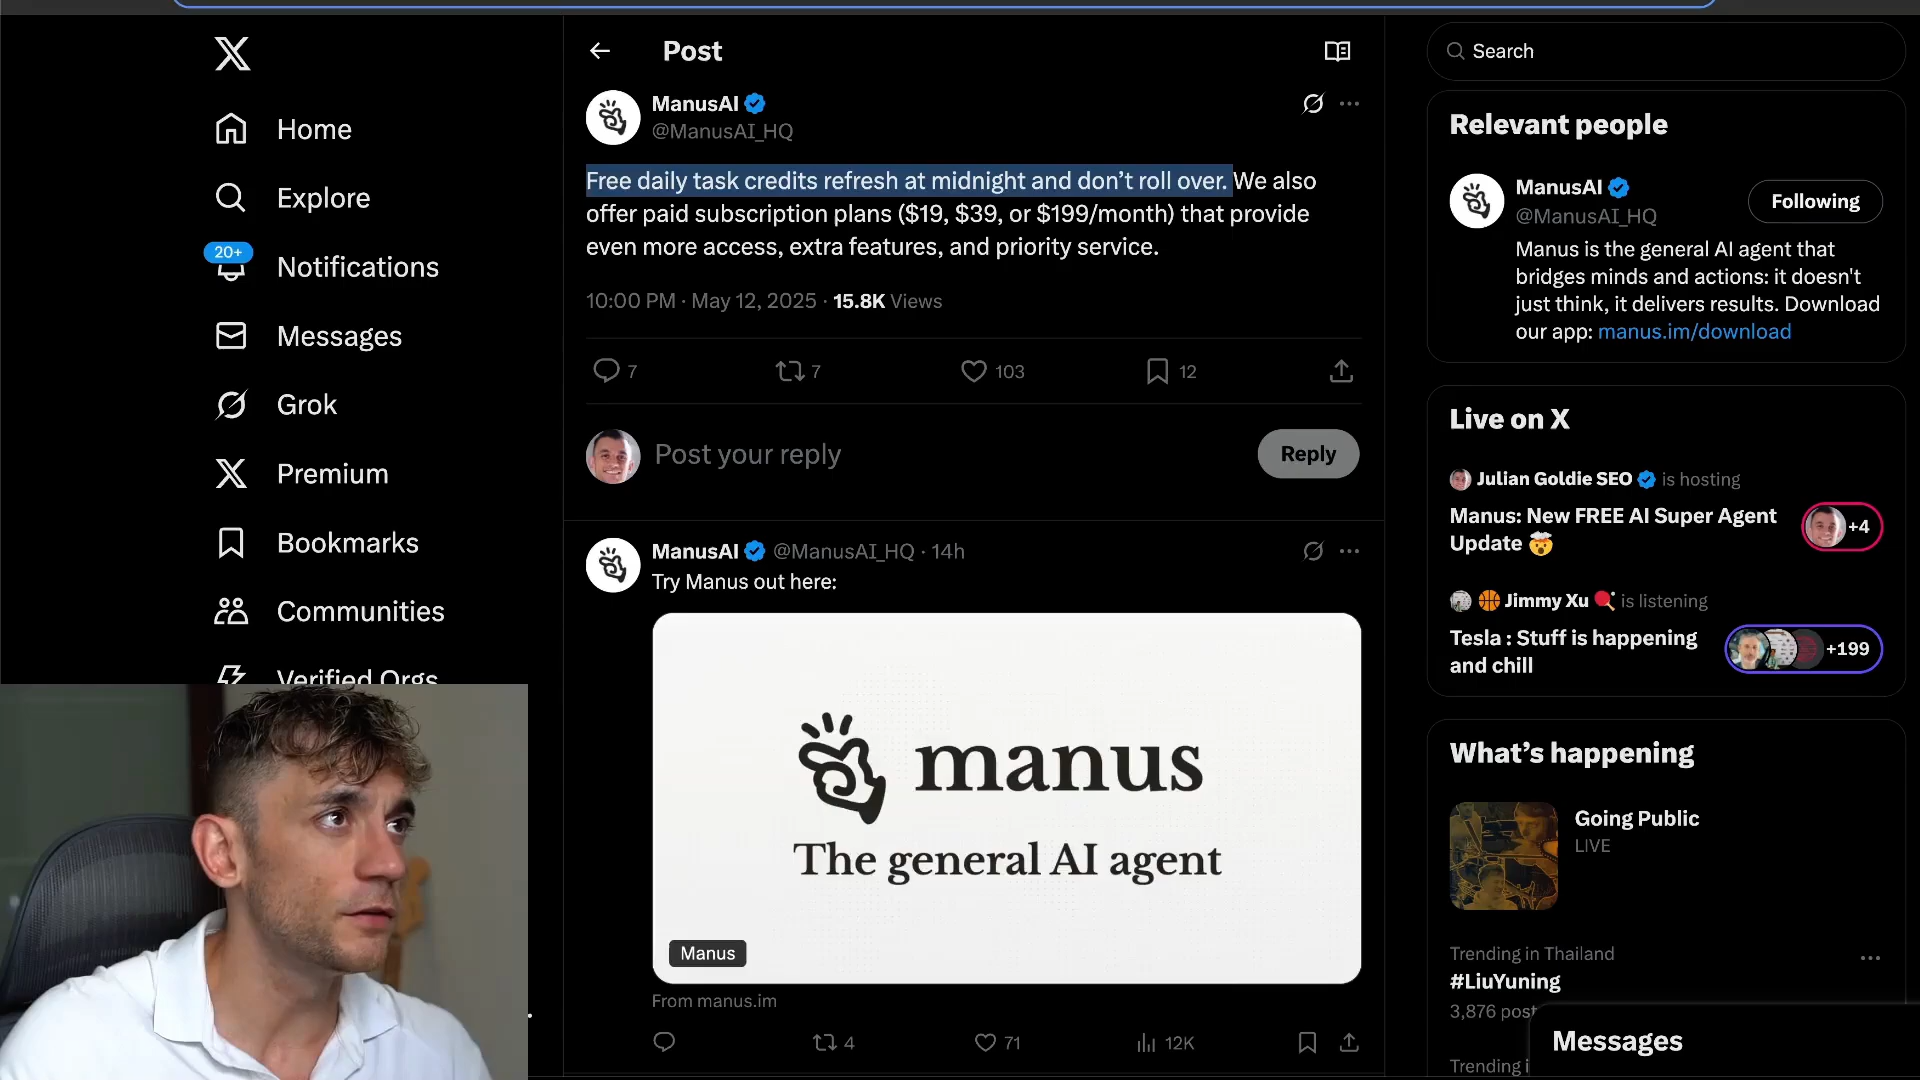 Home
Explore
20+
Notifications
Messages
Grok
Premium
Bookmarks
Communities
Verified Orgs
Post
ManusAI
@ManusAI_HQ
Free daily task credits refresh at midnight and don’t roll over. We also
offer paid subscription plans ($19, $39, or $199/month) that provide
even more access, extra features, and priority service.
10:00 PM · May 12, 2025 · 15.8K Views
7 7 103 12
Post your reply
Reply
ManusAI @ManusAI_HQ · 14h
Try Manus out here:
manus
The general AI agent
Manus
From manus.im
4 71 12K
Search
Relevant people
ManusAI
@ManusAI_HQ
Following
Manus is the general AI agent that
bridges minds and actions: it doesn't
just think, it delivers results. Download
our app: manus.im/download
Live on X
Julian Goldie SEO is hosting
Manus: New FREE AI Super Agent
Update
+4
Jimmy Xu is listening
Tesla : Stuff is happening
and chill
+199
What’s happening
Going Public
LIVE
Trending in Thailand
#LiuYuning
3,876 post
Trending i
Messages